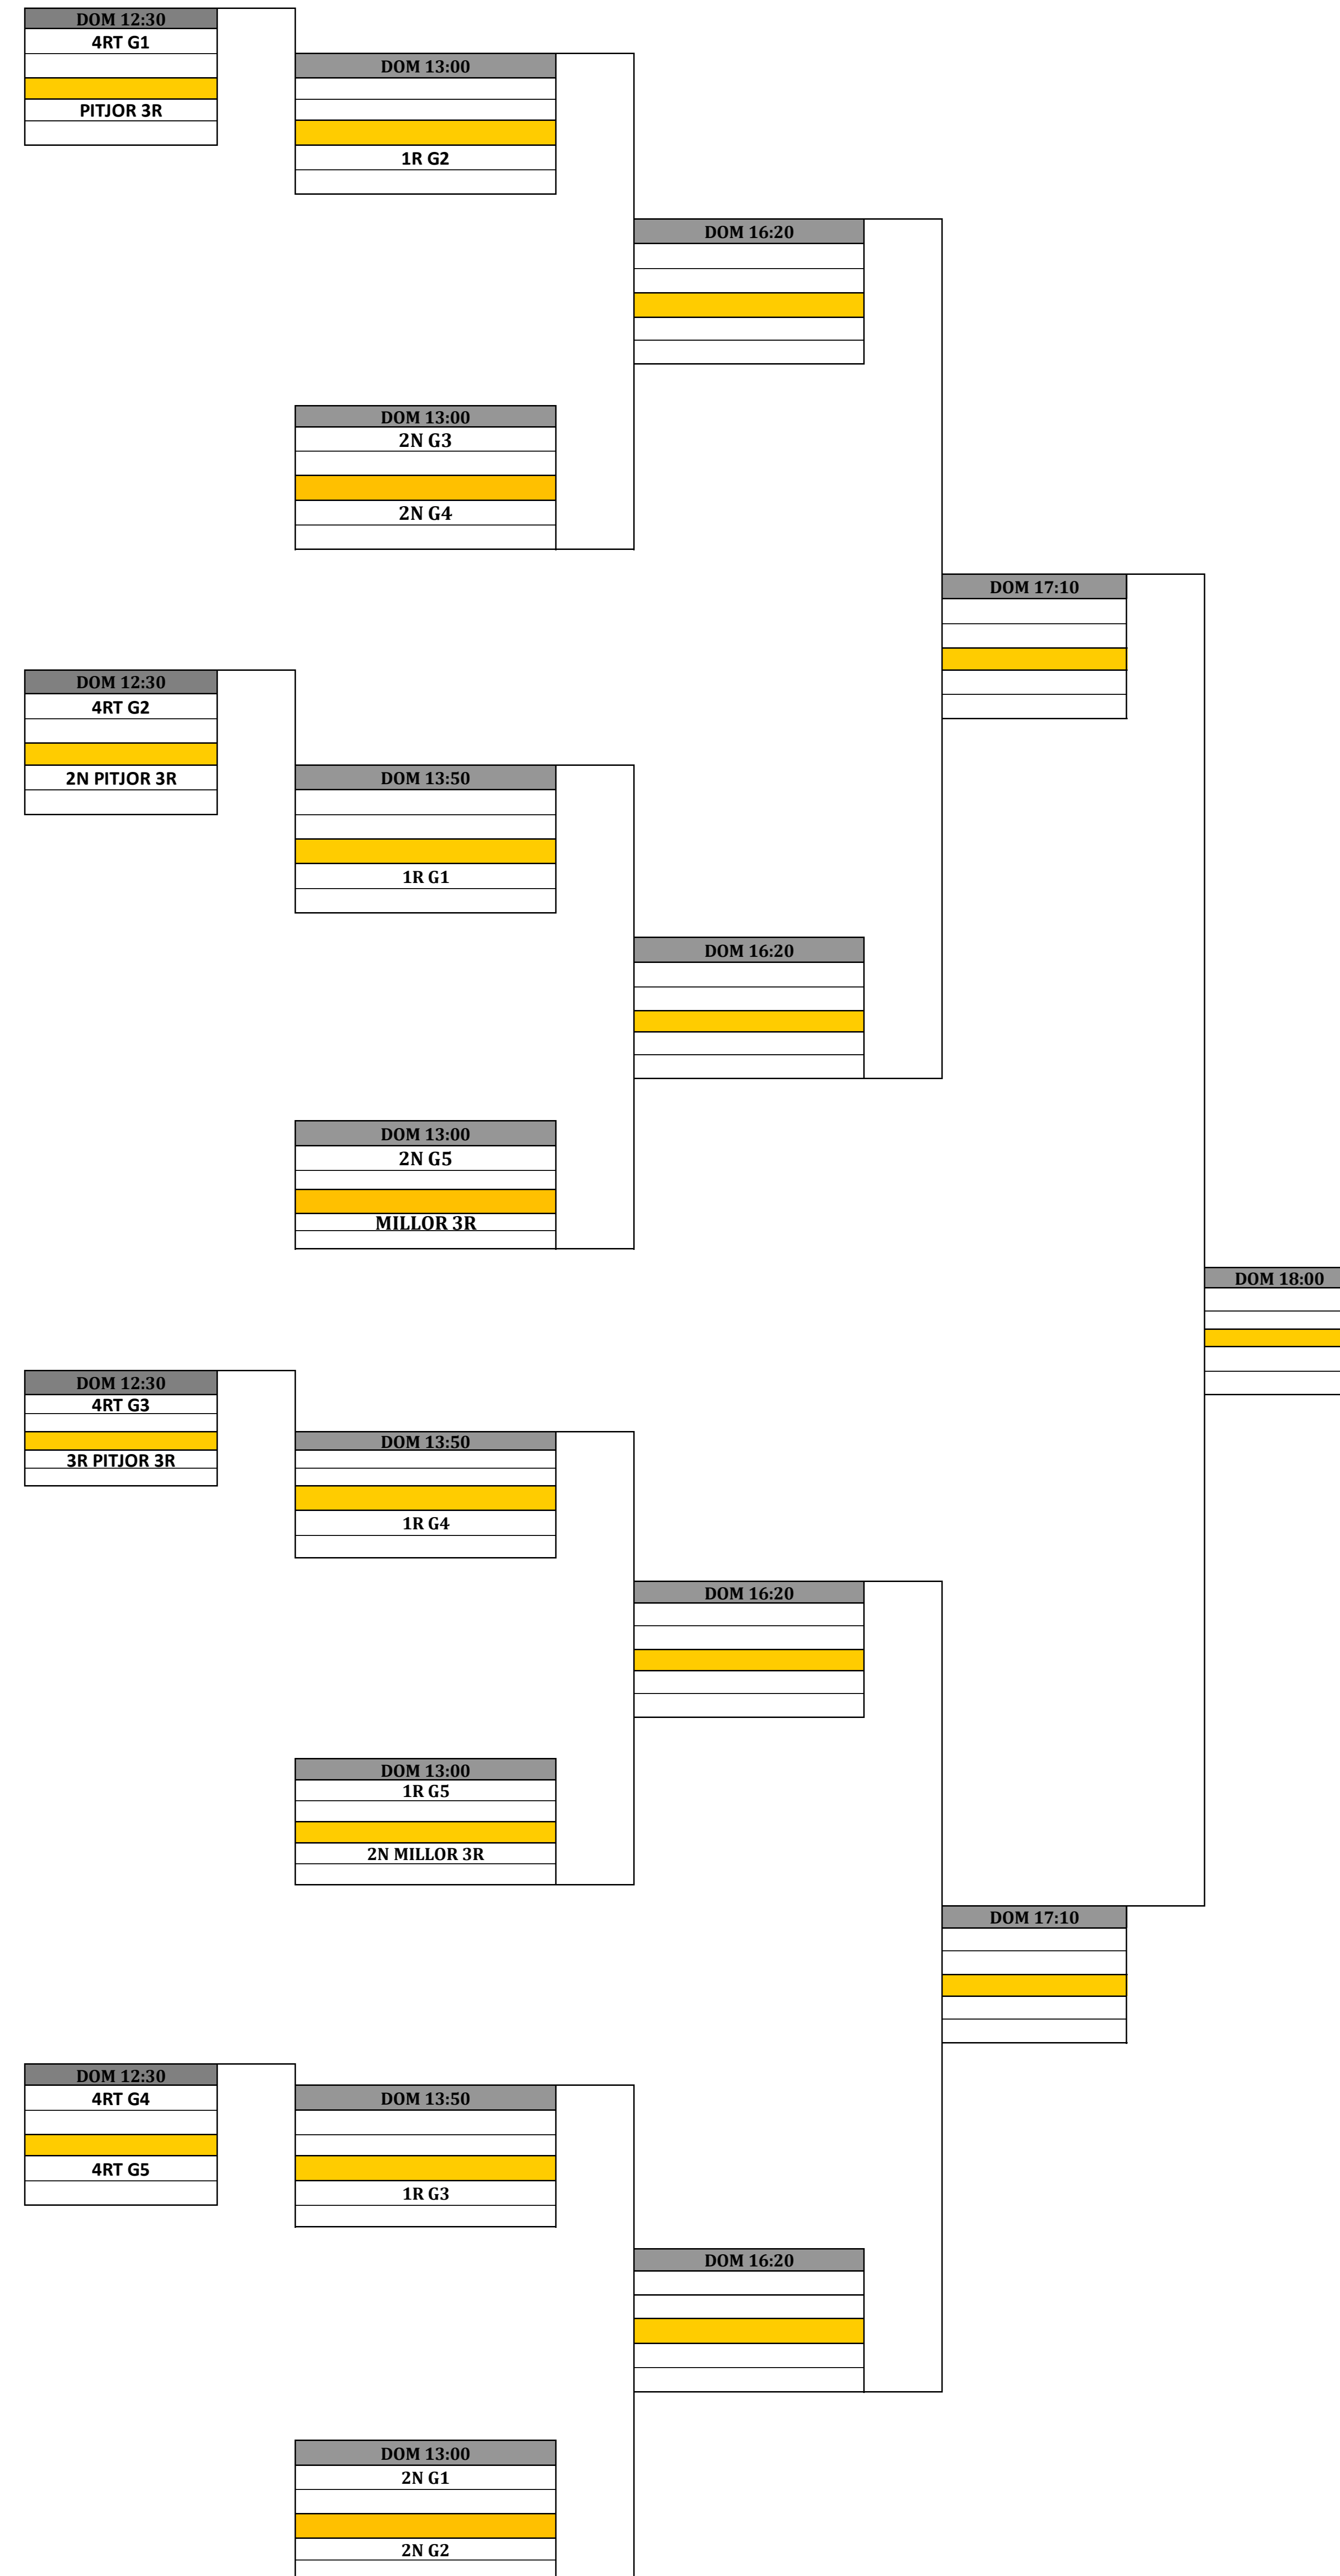 DOM 12:30
4RT G1
PITJOR 3R
DOM 13:00
1R G2
DOM 16:20
DOM 13:00
2N G3
2N G4
DOM 17:10
DOM 12:30
4RT G2
2N PITJOR 3R
DOM 13:50
1R G1
DOM 16:20
DOM 13:00
2N G5
MILLOR 3R
DOM 18:00
DOM 12:30
4RT G3
3R PITJOR 3R
DOM 13:50
1R G4
DOM 16:20
DOM 13:00
1R G5
2N MILLOR 3R
DOM 17:10
DOM 12:30
4RT G4
4RT G5
DOM 13:50
1R G3
DOM 16:20
DOM 13:00
2N G1
2N G2